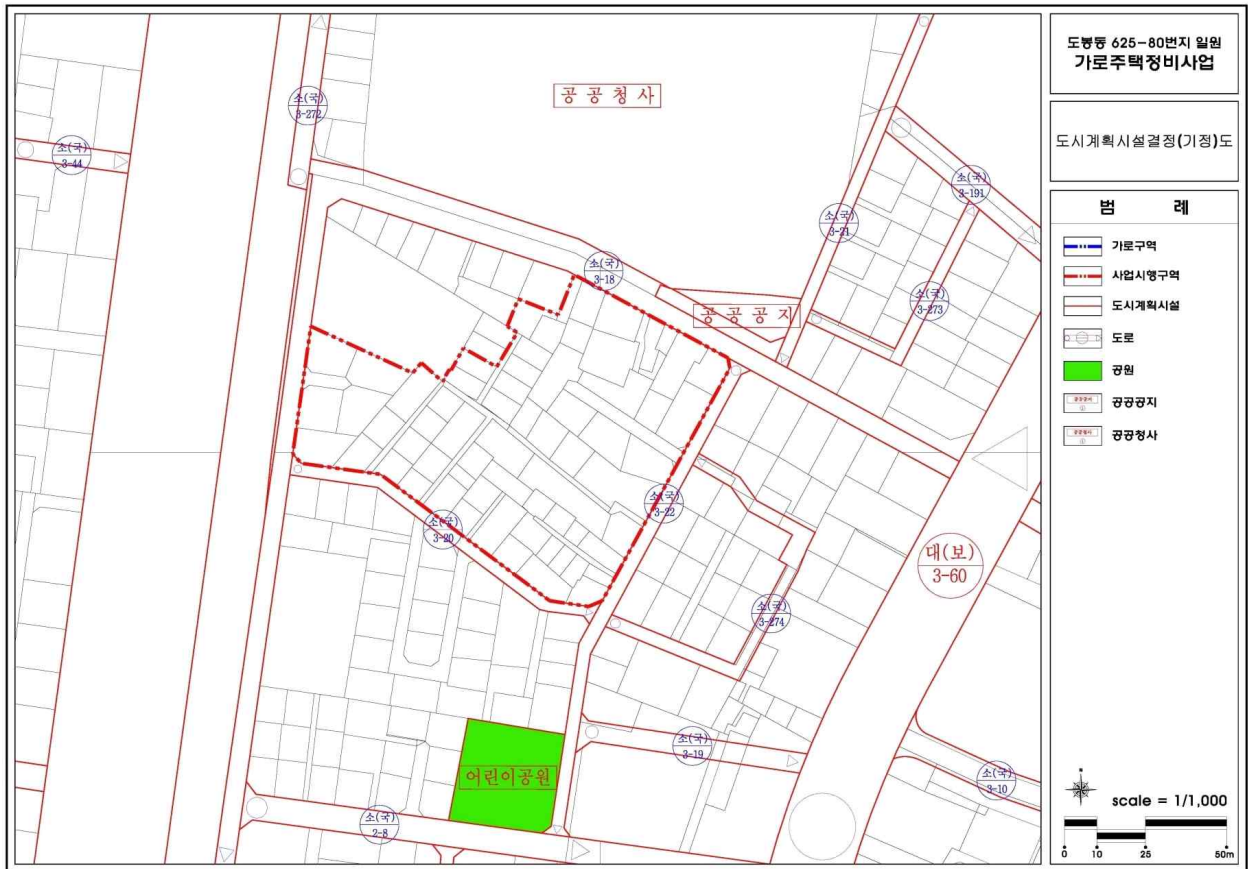 도봉동 625-80번지 일원
가로주택정비사업
도시계획시설결정(기정)도
범 례
가로구역
사업시행구역
도시계획시설
도로
공원
공공공지
공공청사
scale = 1/1,000
0 10 25 50m
공공청사
소(국)
3-272
소(국)
3-44
소(국)
3-191
소(국)
3-21
소(국)
3-18
소(국)
3-273
공공공지
소(국)
3-22
소(국)
3-20
대(보)
3-60
소(국)
3-274
소(국)
3-19
어린이공원
소(국)
3-10
소(국)
2-8